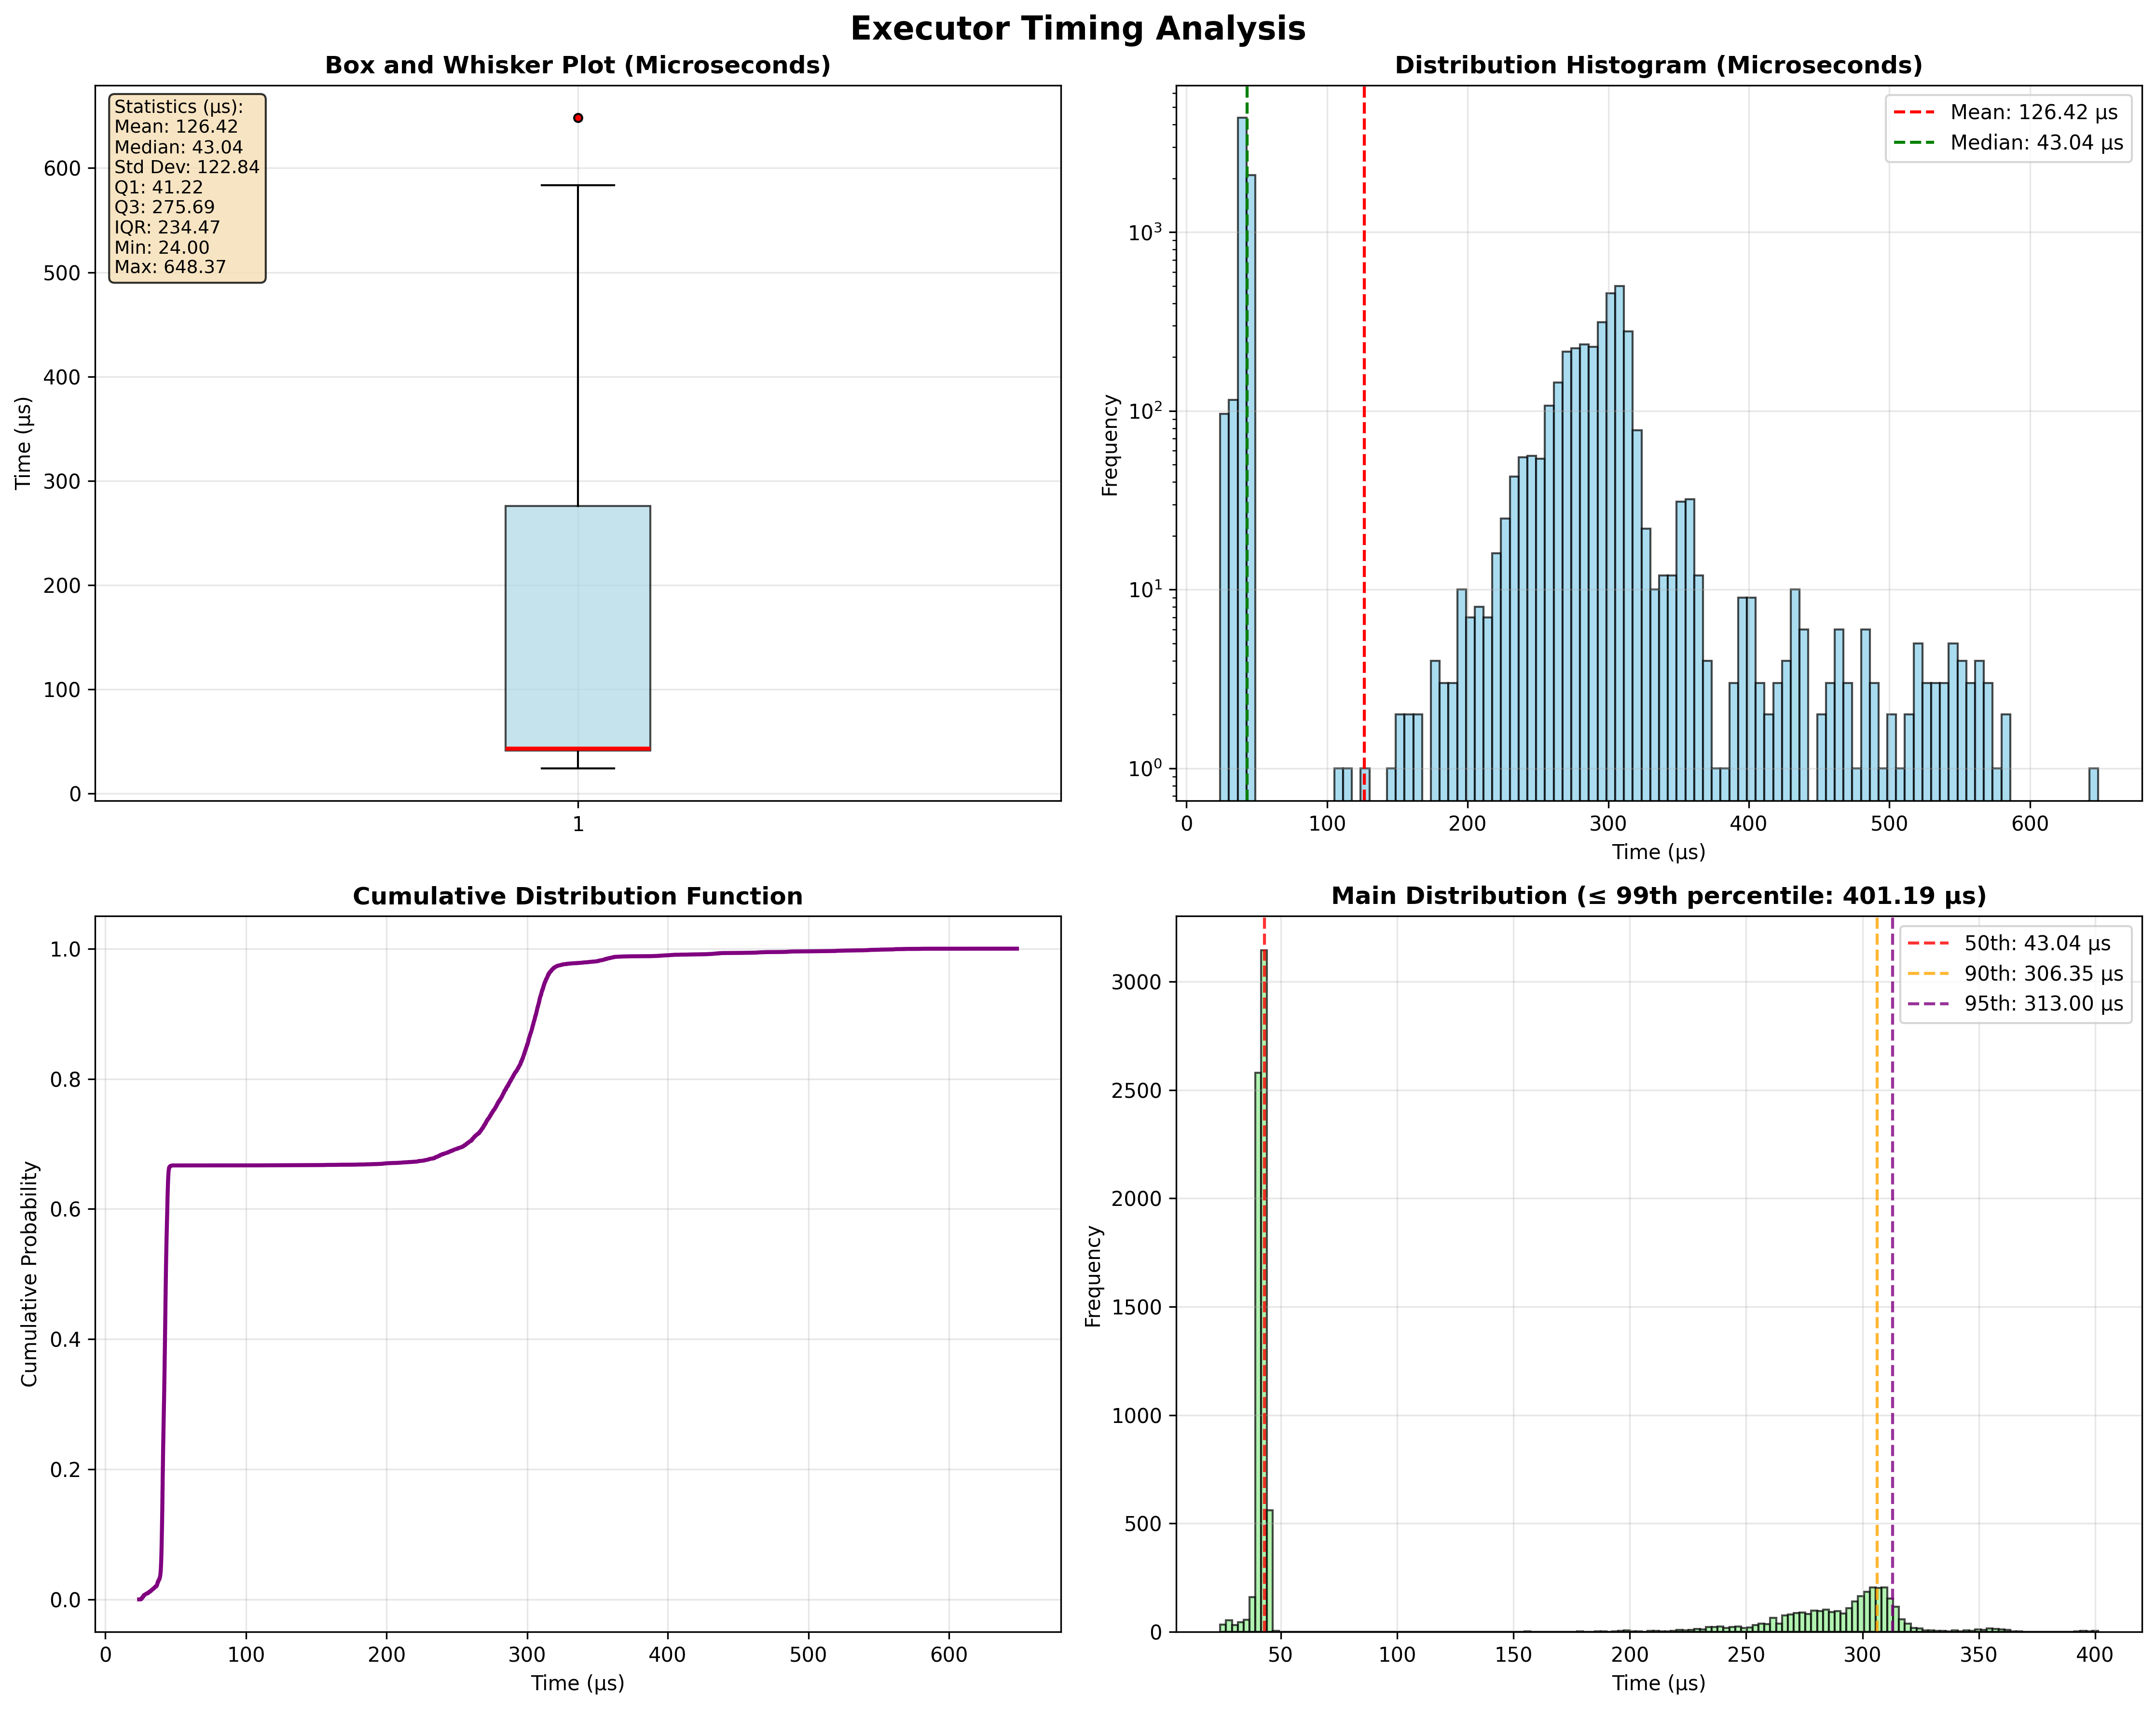 Executor Timing Analysis
Box and Whisker Plot (Microseconds)
Statistics (µs):
Mean: 126.42
Median: 43.04
Std Dev: 122.84
Q1: 41.22
Q3: 275.69
IQR: 234.47
Min: 24.00
Max: 648.37
Time (µs)
600
500
400
300
200
100
0
1
Distribution Histogram (Microseconds)
Mean: 126.42 µs
Median: 43.04 µs
Frequency
10³
10²
10¹
10⁰
0 100 200 300 400 500 600
Time (µs)
Cumulative Distribution Function
Cumulative Probability
1.0
0.8
0.6
0.4
0.2
0.0
0 100 200 300 400 500 600
Time (µs)
Main Distribution (≤ 99th percentile: 401.19 µs)
50th: 43.04 µs
90th: 306.35 µs
95th: 313.00 µs
Frequency
3000
2500
2000
1500
1000
500
0
50 100 150 200 250 300 350 400
Time (µs)